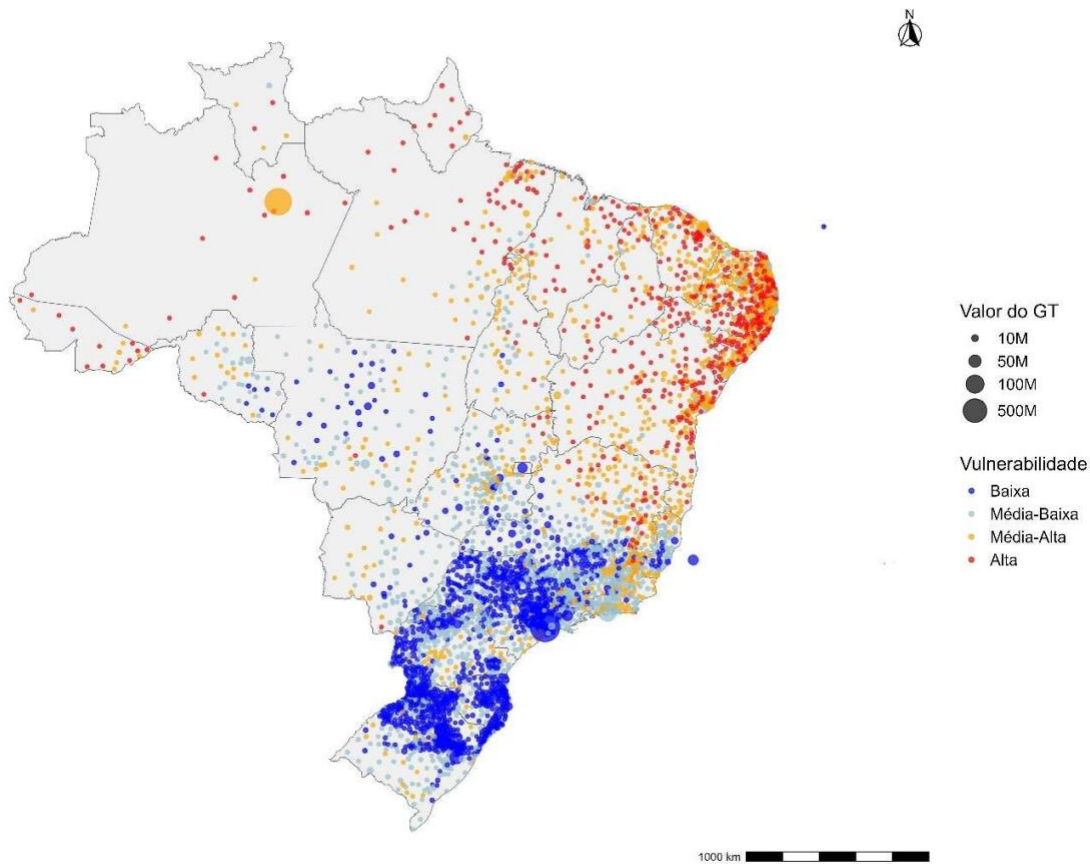 N
Valor do GT
10M
50M
100M
500M
Vulnerabilidade
Baixa
Média-Baixa
Média-Alta
Alta
1000 km